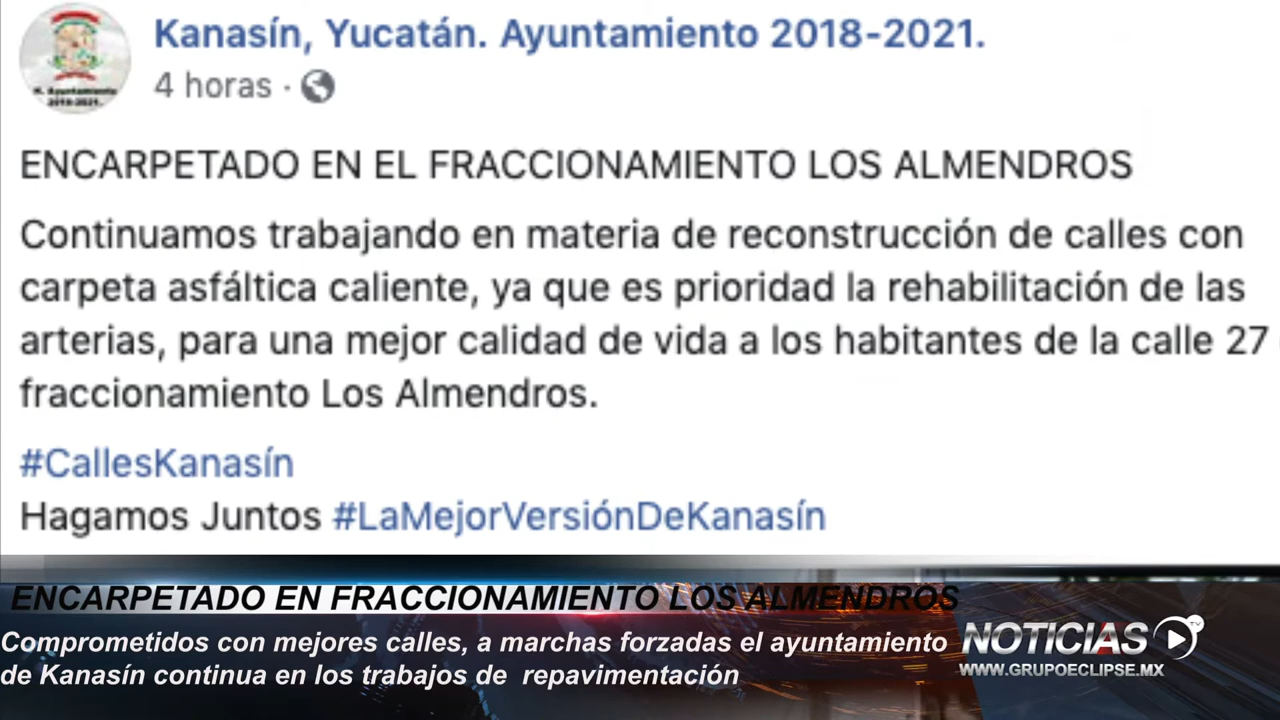 Kanasín, Yucatán. Ayuntamiento 2018-2021.
4 horas ·
H. Ayuntamiento
2018-2021.
ENCARPETADO EN EL FRACCIONAMIENTO LOS ALMENDROS
Continuamos trabajando en materia de reconstrucción de calles con
carpeta asfáltica caliente, ya que es prioridad la rehabilitación de las
arterias, para una mejor calidad de vida a los habitantes de la calle 27
fraccionamiento Los Almendros.
#CallesKanasín
Hagamos Juntos #LaMejorVersiónDeKanasín
ENCARPETADO EN FRACCIONAMIENTO LOS ALMENDROS
Comprometidos con mejores calles, a marchas forzadas el ayuntamiento
de Kanasín continua en los trabajos de  repavimentación
NOTICIAS TV
WWW.GRUPOECLIPSE.MX